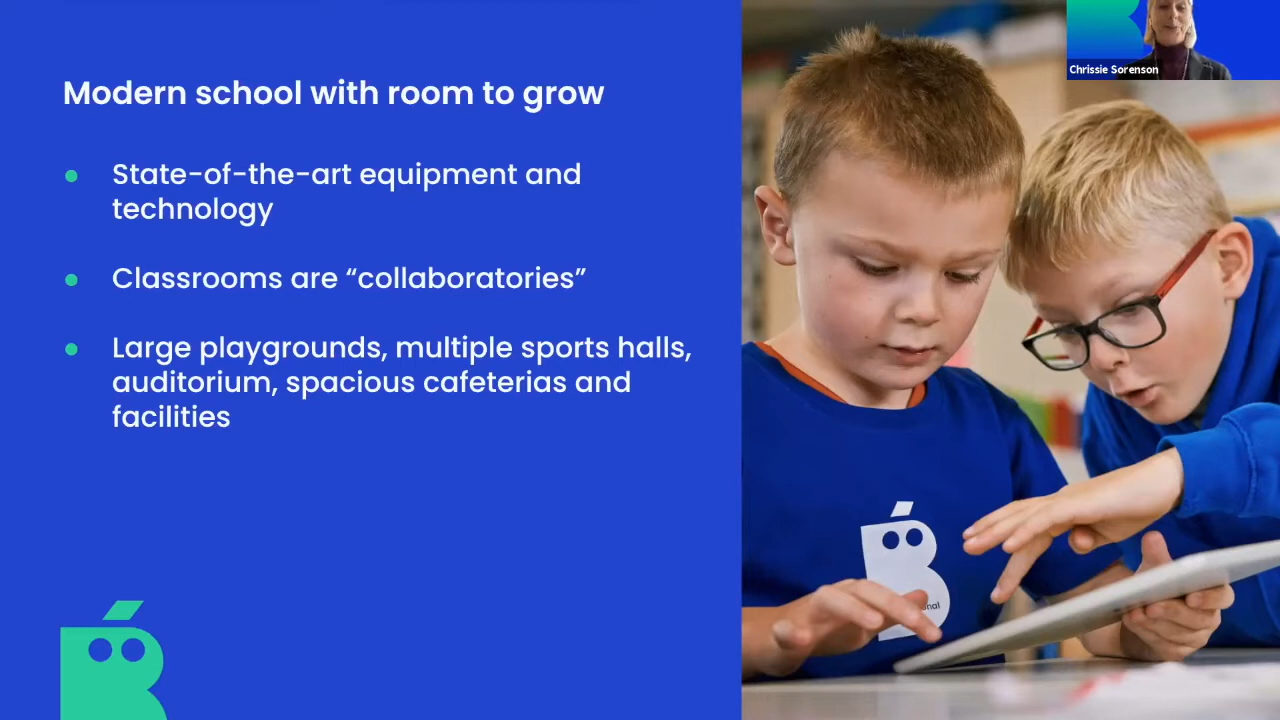 Modern school with room to grow
State-of-the-art equipment and
technology
Classrooms are “collaboratories”
Large playgrounds, multiple sports halls,
auditorium, spacious cafeterias and
facilities
Chrissie Sorenson